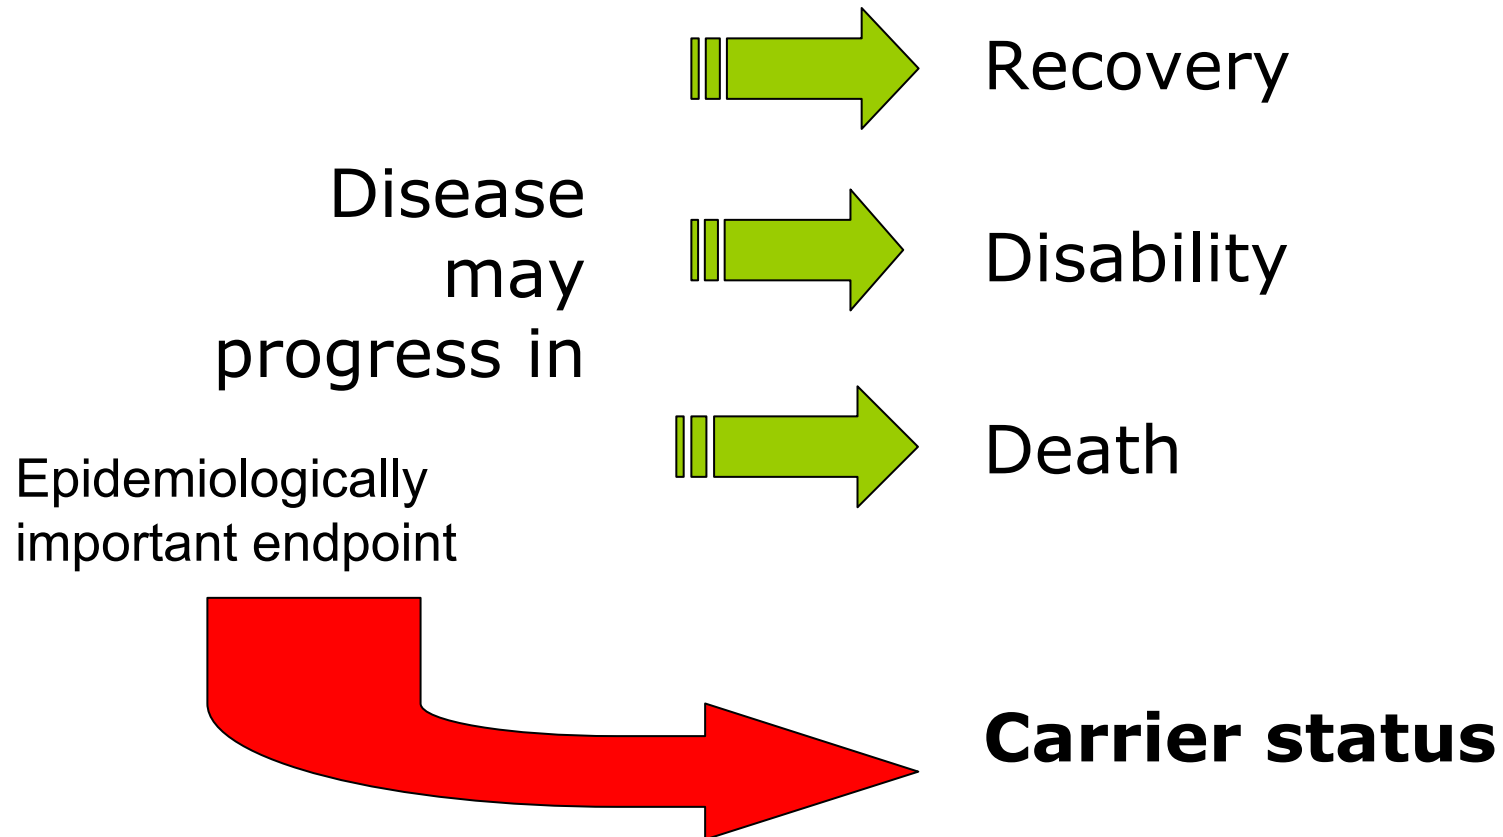 Disease
may
progress in
Recovery
Disability
Death
Epidemiologically
important endpoint
Carrier status